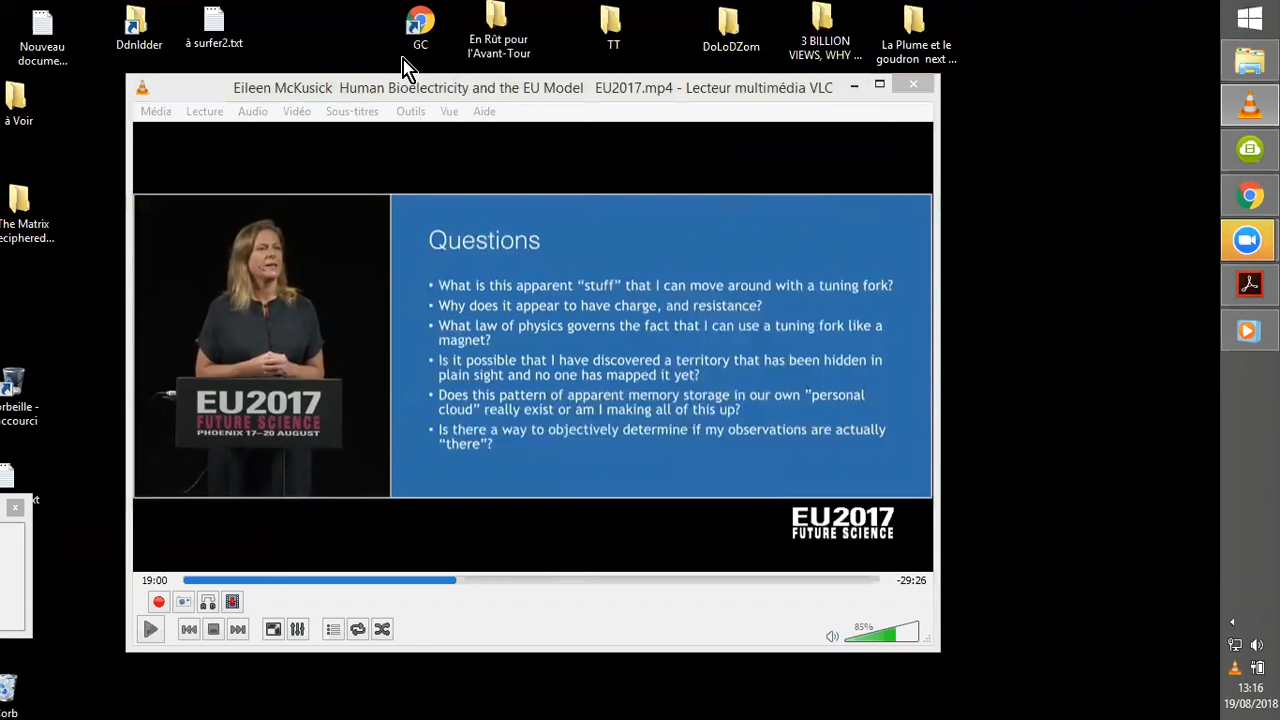 Nouveau
docume...
Ddnldder
à surfer2.txt
GC
En Rût pour
l'Avant-Tour
TT
DoLoDZom
3 BILLION
VIEWS, WHY ...
La Plume et le
goudron next ...
à Voir
The Matrix
eciphered...
orbeille -
accourci
xt
x
Corb
Eileen McKusick Human Bioelectricity and the EU Model EU2017.mp4 - Lecteur multimédia VLC
Média Lecture Audio Vidéo Sous-titres Outils Vue Aide
EU2017
FUTURE SCIENCE
PHOENIX 17–20 AUGUST
Questions
• What is this apparent “stuff” that I can move around with a tuning fork?
• Why does it appear to have charge, and resistance?
• What law of physics governs the fact that I can use a tuning fork like a
magnet?
• Is it possible that I have discovered a territory that has been hidden in
plain sight and no one has mapped it yet?
• Does this pattern of apparent memory storage in our own ”personal
cloud” really exist or am I making all of this up?
• Is there a way to objectively determine if my observations are actually
“there”?
EU2017
FUTURE SCIENCE
19:00
-29:26
85%
13:16
19/08/2018